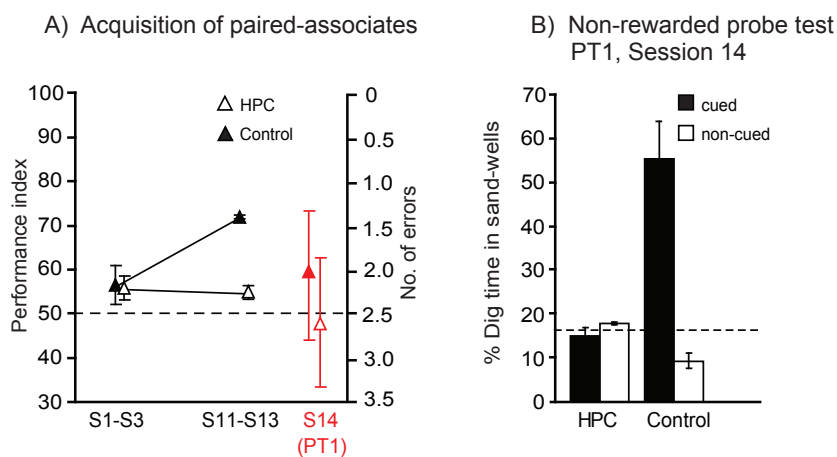 A) Acquisition of paired-associates
100
90
80
70
60
50
40
30
Performance index
HPC
Control
0
0.5
1.0
1.5
2.0
2.5
3.0
3.5
No. of errors
S1-S3
S11-S13
S14
(PT1)
B) Non-rewarded probe test
PT1, Session 14
70
60
50
40
30
20
10
0
% Dig time in sand-wells
cued
non-cued
HPC
Control